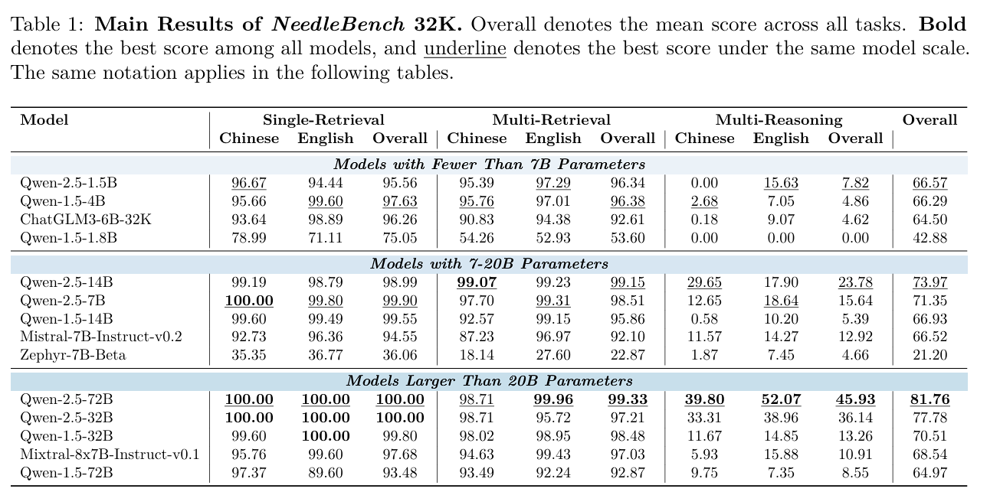 Table 1: Main Results of NeedleBench 32K. Overall denotes the mean score across all tasks. Bold
denotes the best score among all models, and underline denotes the best score under the same model scale.
The same notation applies in the following tables.
Model Single-Retrieval Multi-Retrieval Multi-Reasoning Overall
Chinese English Overall Chinese English Overall Chinese English Overall
Models with Fewer Than 7B Parameters
Qwen-2.5-1.5B 96.67 94.44 95.56 95.39 97.29 96.34 0.00 15.63 7.82 66.57
Qwen-1.5-4B 95.66 99.60 97.63 95.76 97.01 96.38 2.68 7.05 4.86 66.29
ChatGLM3-6B-32K 93.64 98.89 96.26 90.83 94.38 92.61 0.18 9.07 4.62 64.50
Qwen-1.5-1.8B 78.99 71.11 75.05 54.26 52.93 53.60 0.00 0.00 0.00 42.88
Models with 7-20B Parameters
Qwen-2.5-14B 99.19 98.79 98.99 99.07 99.23 99.15 29.65 17.90 23.78 73.97
Qwen-2.5-7B 100.00 99.80 99.90 97.70 99.31 98.51 12.65 18.64 15.64 71.35
Qwen-1.5-14B 99.60 99.49 99.55 92.57 99.15 95.86 0.58 10.20 5.39 66.93
Mistral-7B-Instruct-v0.2 92.73 96.36 94.55 87.23 96.97 92.10 11.57 14.27 12.92 66.52
Zephyr-7B-Beta 35.35 36.77 36.06 18.14 27.60 22.87 1.87 7.45 4.66 21.20
Models Larger Than 20B Parameters
Qwen-2.5-72B 100.00 100.00 100.00 98.71 99.96 99.33 39.80 52.07 45.93 81.76
Qwen-2.5-32B 100.00 100.00 100.00 98.71 95.72 97.21 33.31 38.96 36.14 77.78
Qwen-1.5-32B 99.60 100.00 99.80 98.02 98.95 98.48 11.67 14.85 13.26 70.51
Mixtral-8x7B-Instruct-v0.1 95.76 99.60 97.68 94.63 99.43 97.03 5.93 15.88 10.91 68.54
Qwen-1.5-72B 97.37 89.60 93.48 93.49 92.24 92.87 9.75 7.35 8.55 64.97